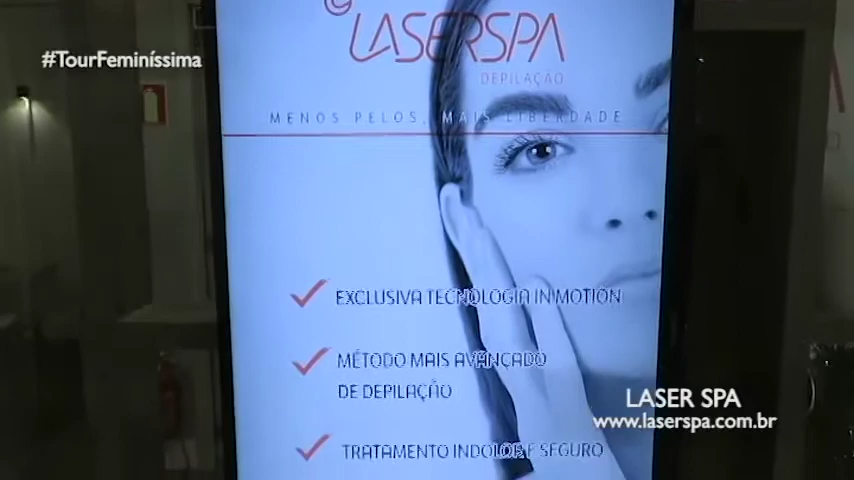 #TourFeminíssima
LASERSPA
DEPILAÇÃO
MENOS PELOS, MAIS LIBERDADE
EXCLUSIVA TECNOLOGIA IN MOTION
MÉTODO MAIS AVANÇADO
DE DEPILAÇÃO
TRATAMENTO INDOLOR E SEGURO
LASER SPA
www.laserspa.com.br